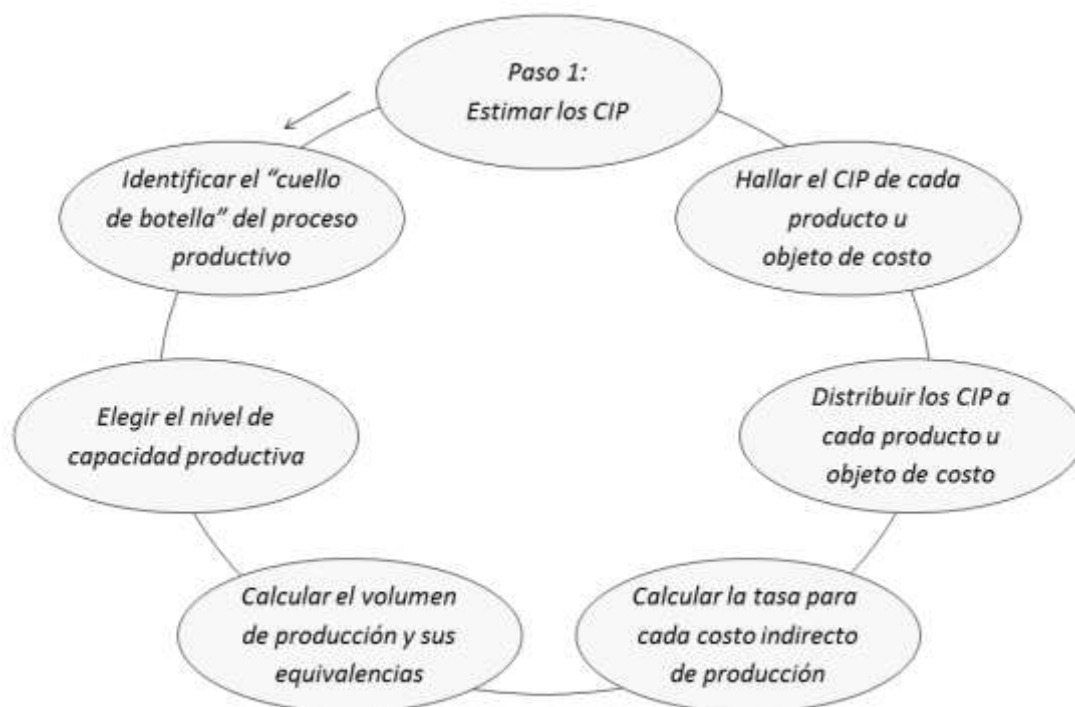 Paso 1:
Estimar los CIP
Identificar el “cuello
de botella” del proceso
productivo
Elegir el nivel de
capacidad productiva
Calcular el volumen
de producción y sus
equivalencias
Calcular la tasa para
cada costo indirecto
de producción
Distribuir los CIP a
cada producto u
objeto de costo
Hallar el CIP de cada
producto u
objeto de costo